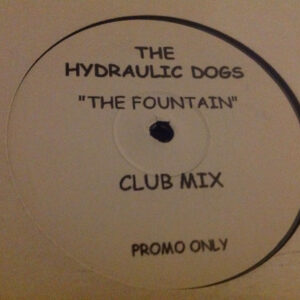 THE
HYDRAULIC DOGS
"THE FOUNTAIN"
CLUB MIX
PROMO ONLY